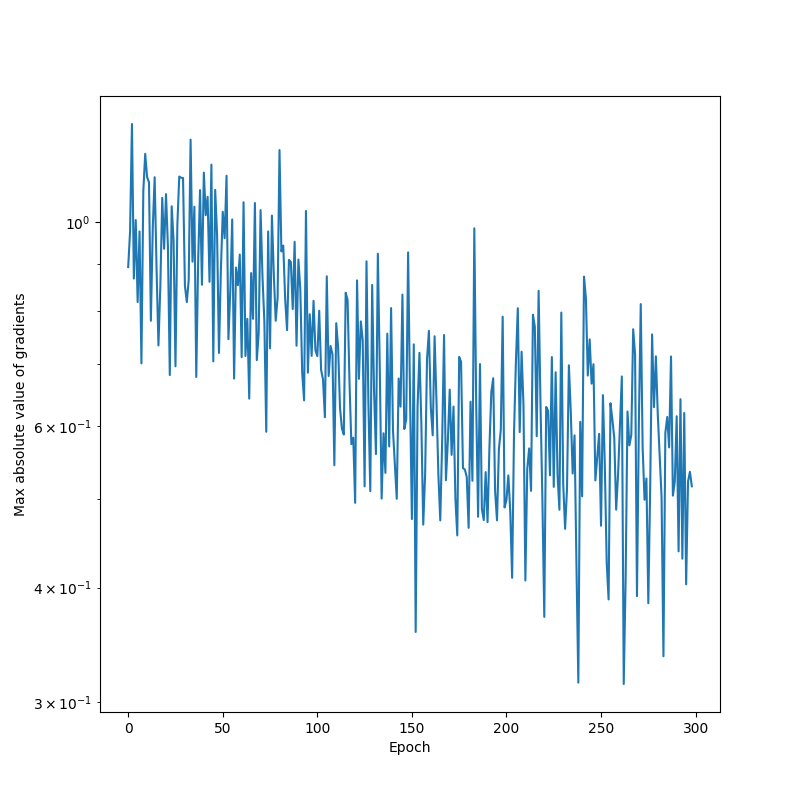 Max absolute value of gradients
10⁰
6 × 10⁻¹
4 × 10⁻¹
3 × 10⁻¹
0 50 100 150 200 250 300
Epoch